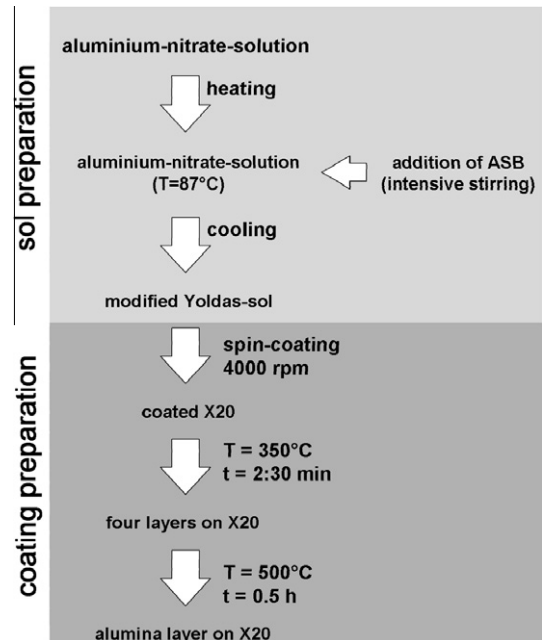 sol preparation
aluminium-nitrate-solution
heating
aluminium-nitrate-solution
(T=87°C)
addition of ASB
(intensive stirring)
cooling
modified Yoldas-sol
coating preparation
spin-coating
4000 rpm
coated X20
T = 350°C
t = 2:30 min
four layers on X20
T = 500°C
t = 0.5 h
alumina layer on X20